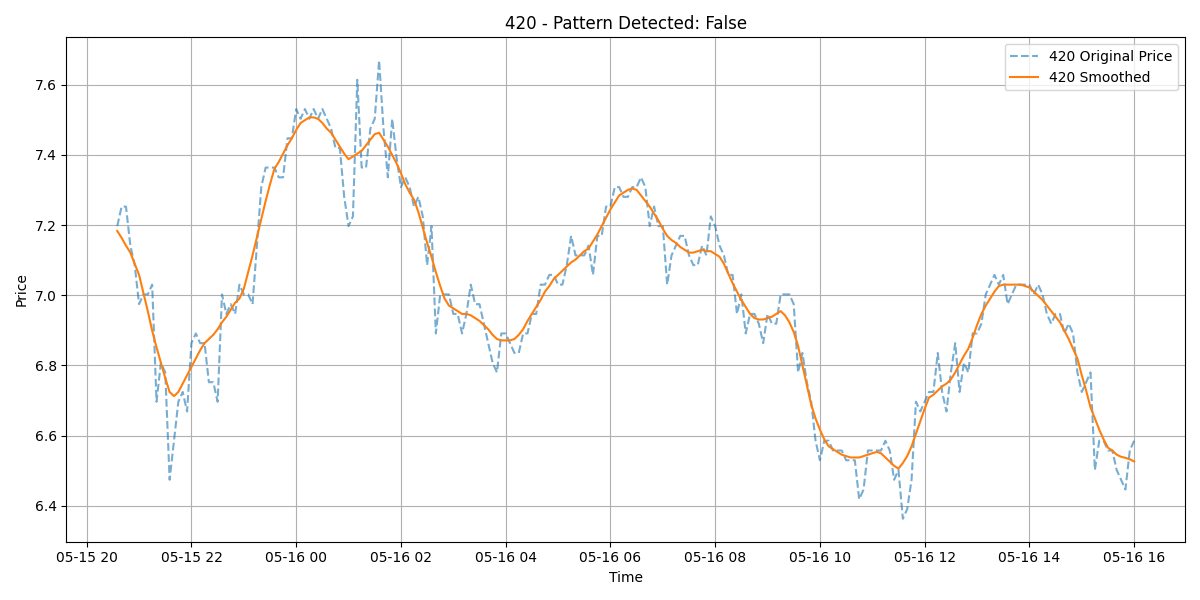 420 - Pattern Detected: False
420 Original Price
420 Smoothed
Price
7.6
7.4
7.2
7.0
6.8
6.6
6.4
05-15 20 05-15 22 05-16 00 05-16 02 05-16 04 05-16 06 05-16 08 05-16 10 05-16 12 05-16 14 05-16 16
Time